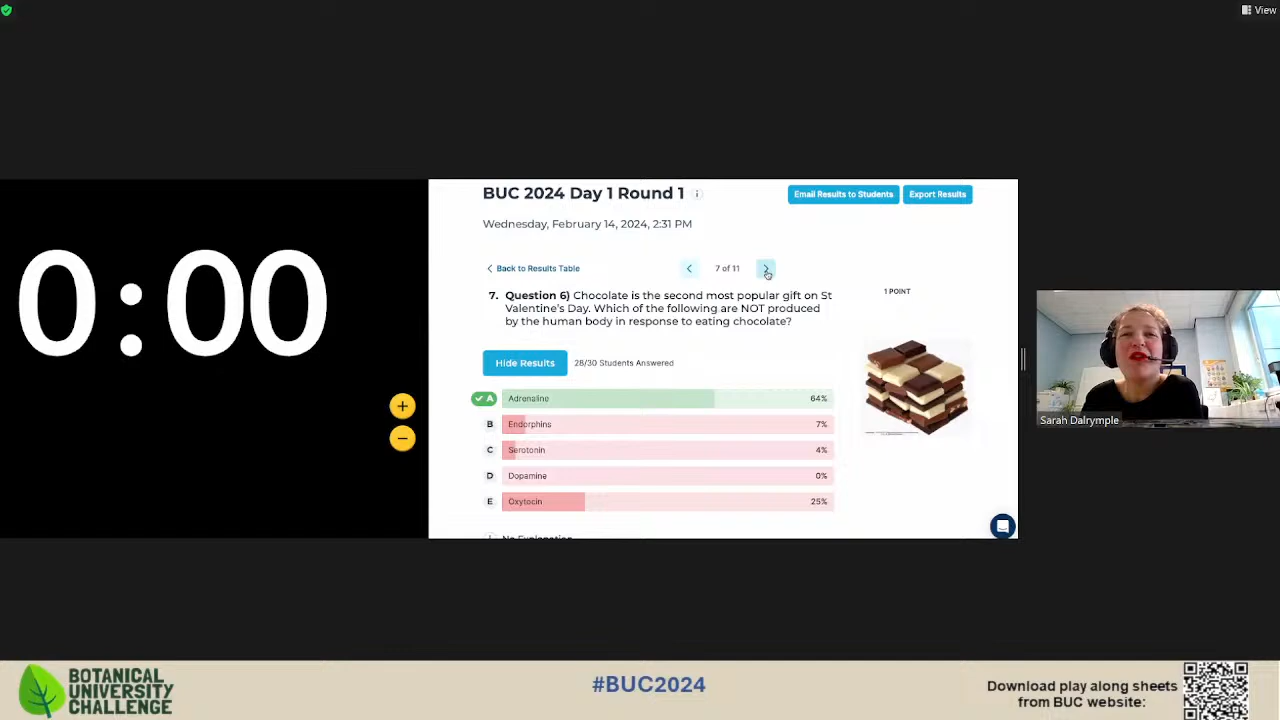 View
0:00
+
−
BUC 2024 Day 1 Round 1
Email Results to Students
Export Results
Wednesday, February 14, 2024, 2:31 PM
Back to Results Table
7 of 11
7. Question 6) Chocolate is the second most popular gift on St
Valentine's Day. Which of the following are NOT produced
by the human body in response to eating chocolate?
1 POINT
Hide Results
28/30 Students Answered
A Adrenaline 64%
B Endorphins 7%
C Serotonin 4%
D Dopamine 0%
E Oxytocin 25%
No Explanation
Sarah Dalrymple
BOTANICAL
UNIVERSITY
CHALLENGE
#BUC2024
Download play along sheets
from BUC website: